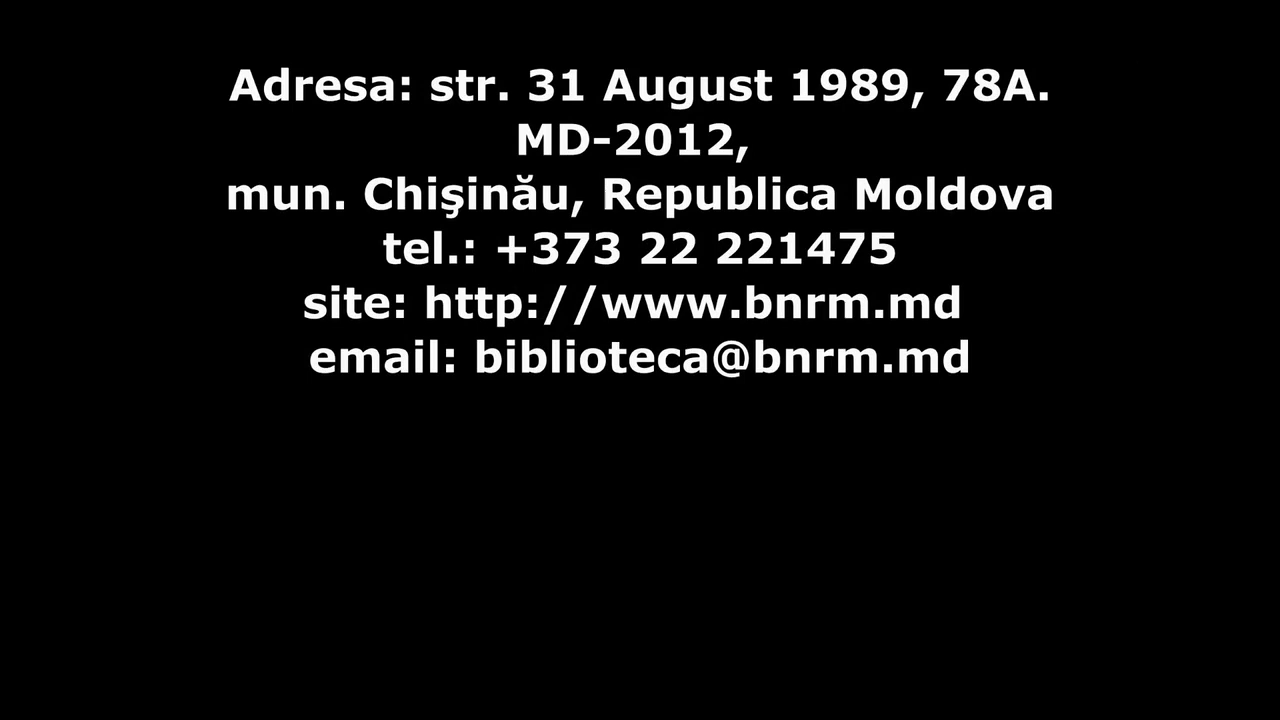 Adresa: str. 31 August 1989, 78A.
MD-2012,
mun. Chişinău, Republica Moldova
tel.: +373 22 221475
site: http://www.bnrm.md
email: biblioteca@bnrm.md